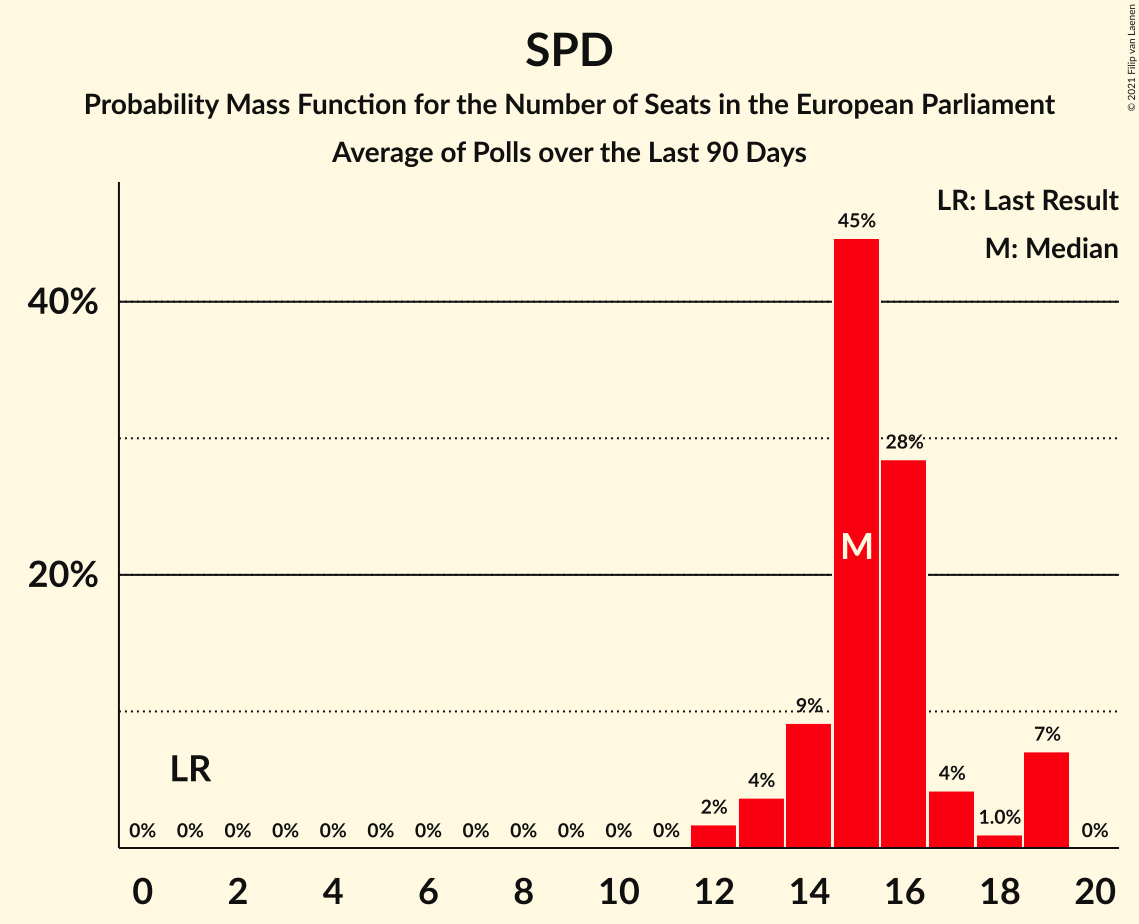 SPD
Probability Mass Function for the Number of Seats in the European Parliament
Average of Polls over the Last 90 Days
© 2021 Filip van Laenen
LR: Last Result
M: Median
45%
40%
28%
M
20%
9%
7%
LR
4%
4%
2%
1.0%
0% 0% 0% 0% 0% 0% 0% 0% 0% 0% 0% 0% 0%
0 2 4 6 8 10 12 14 16 18 20